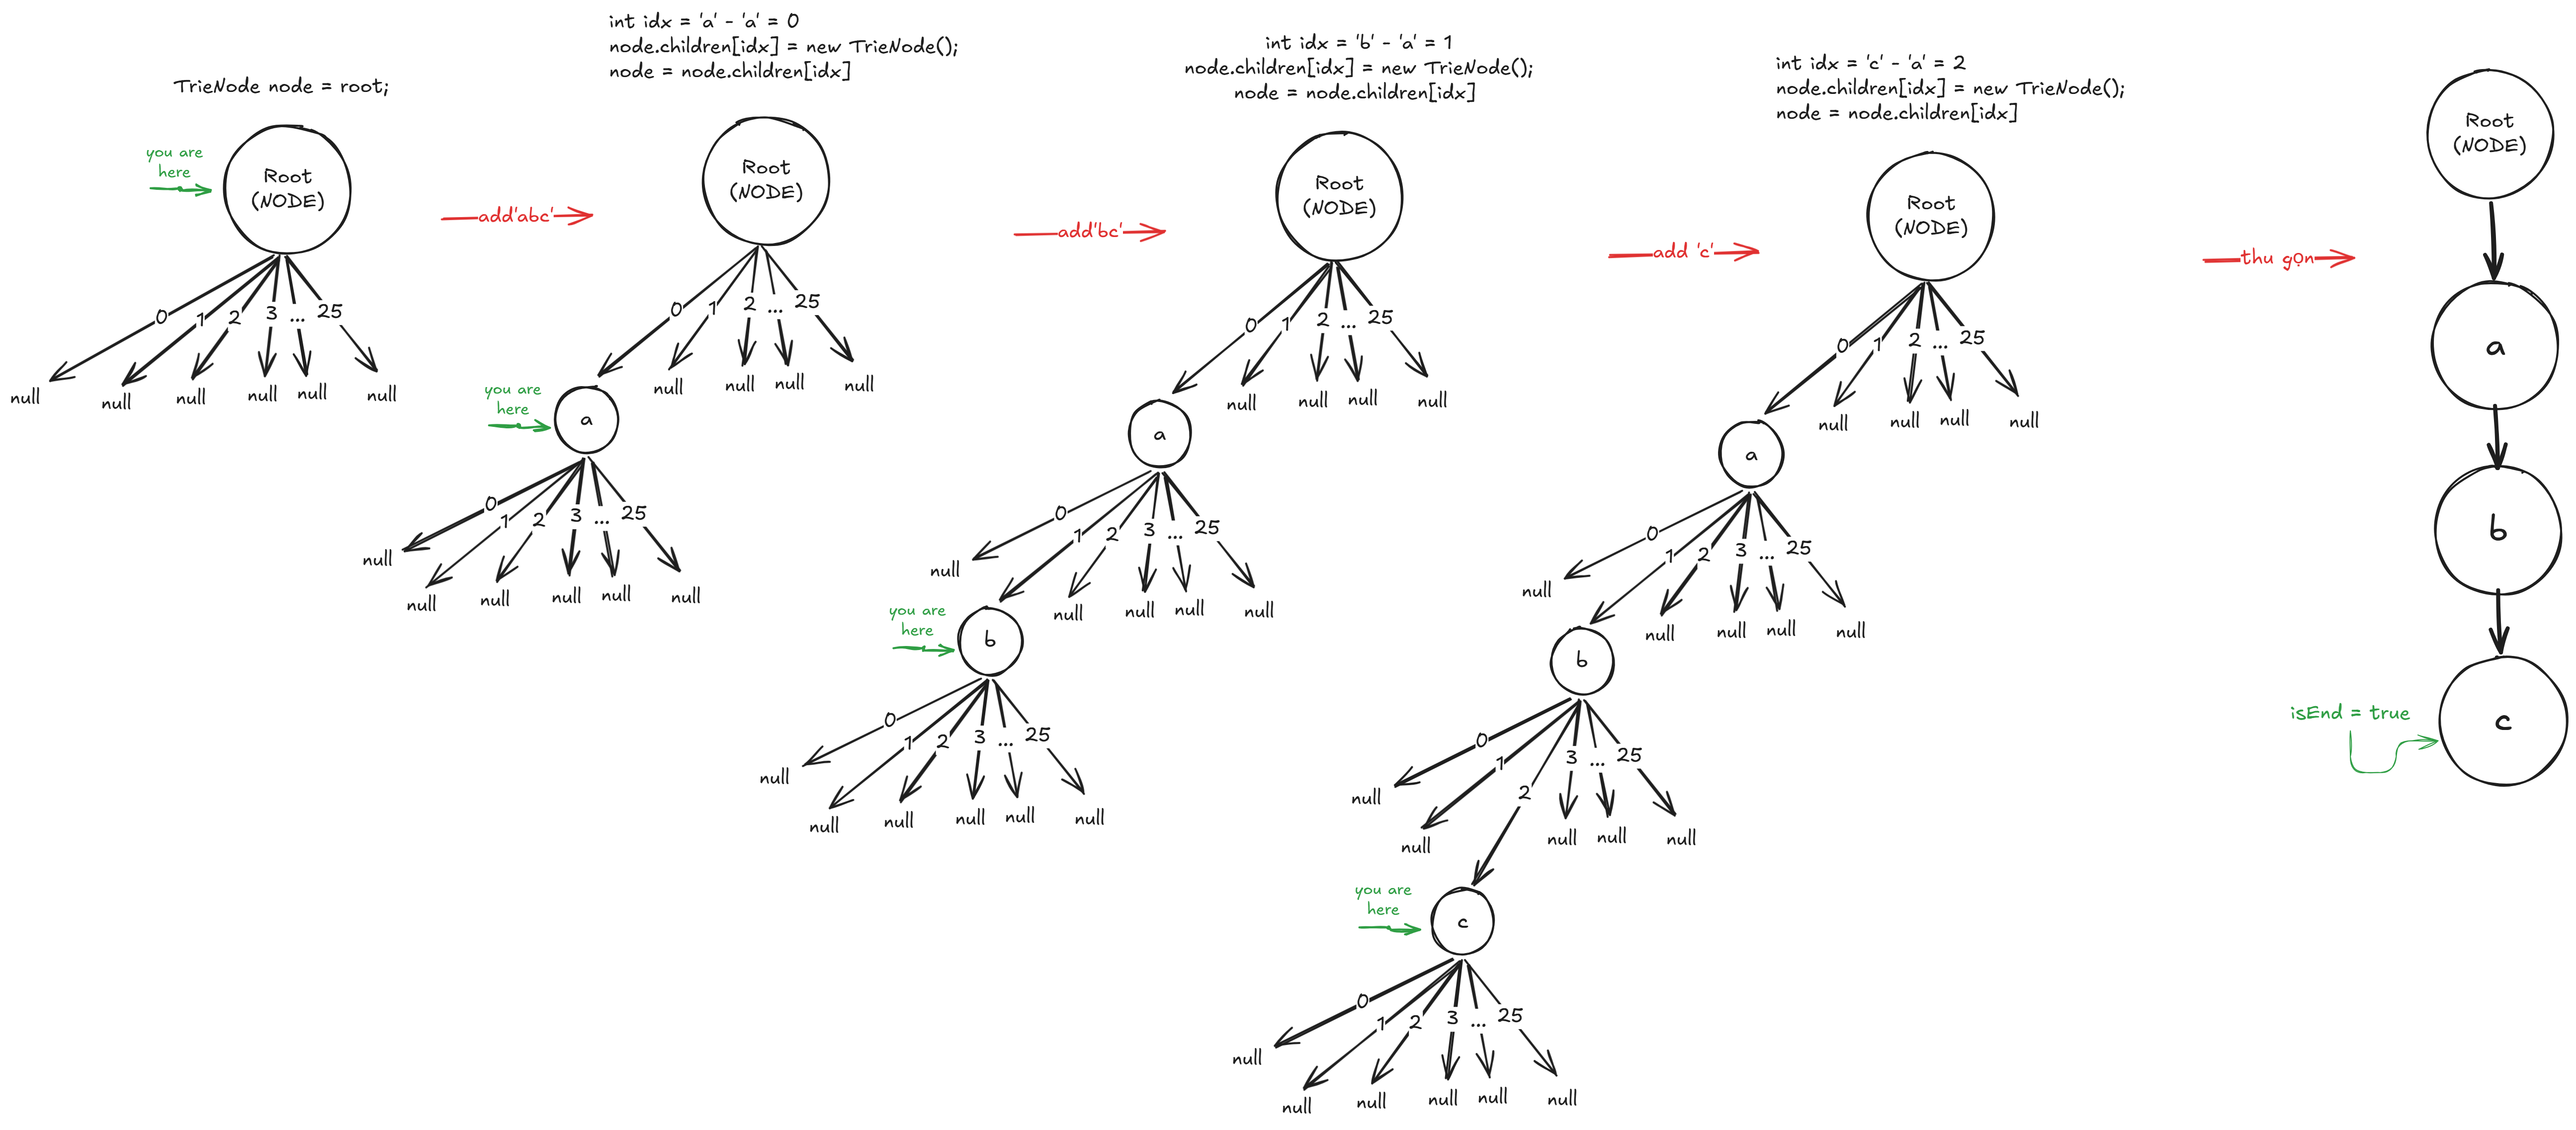 TrieNode node = root;
you are
here
Root
(NODE)
0
1
2
3
...
25
null
null
null
null
null
null
add'abc'
int idx = 'a' - 'a' = 0
node.children[idx] = new TrieNode();
node = node.children[idx]
Root
(NODE)
0
1
2
...
25
null
null
null
null
you are
here
a
0
1
2
3
...
25
null
null
null
null
null
null
add'bc'
int idx = 'b' - 'a' = 1
node.children[idx] = new TrieNode();
node = node.children[idx]
Root
(NODE)
0
1
2
...
25
null
null
null
null
a
0
1
2
3
...
25
null
null
null
null
null
you are
here
b
0
1
2
3
...
25
null
null
null
null
null
null
add 'c'
int idx = 'c' - 'a' = 2
node.children[idx] = new TrieNode();
node = node.children[idx]
Root
(NODE)
0
1
2
...
25
null
null
null
null
a
0
1
2
3
...
25
null
null
null
null
null
b
0
1
2
3
...
25
null
null
null
null
null
you are
here
c
0
1
2
3
...
25
null
null
null
null
null
null
thu gọn
Root
(NODE)
a
b
isEnd = true
c